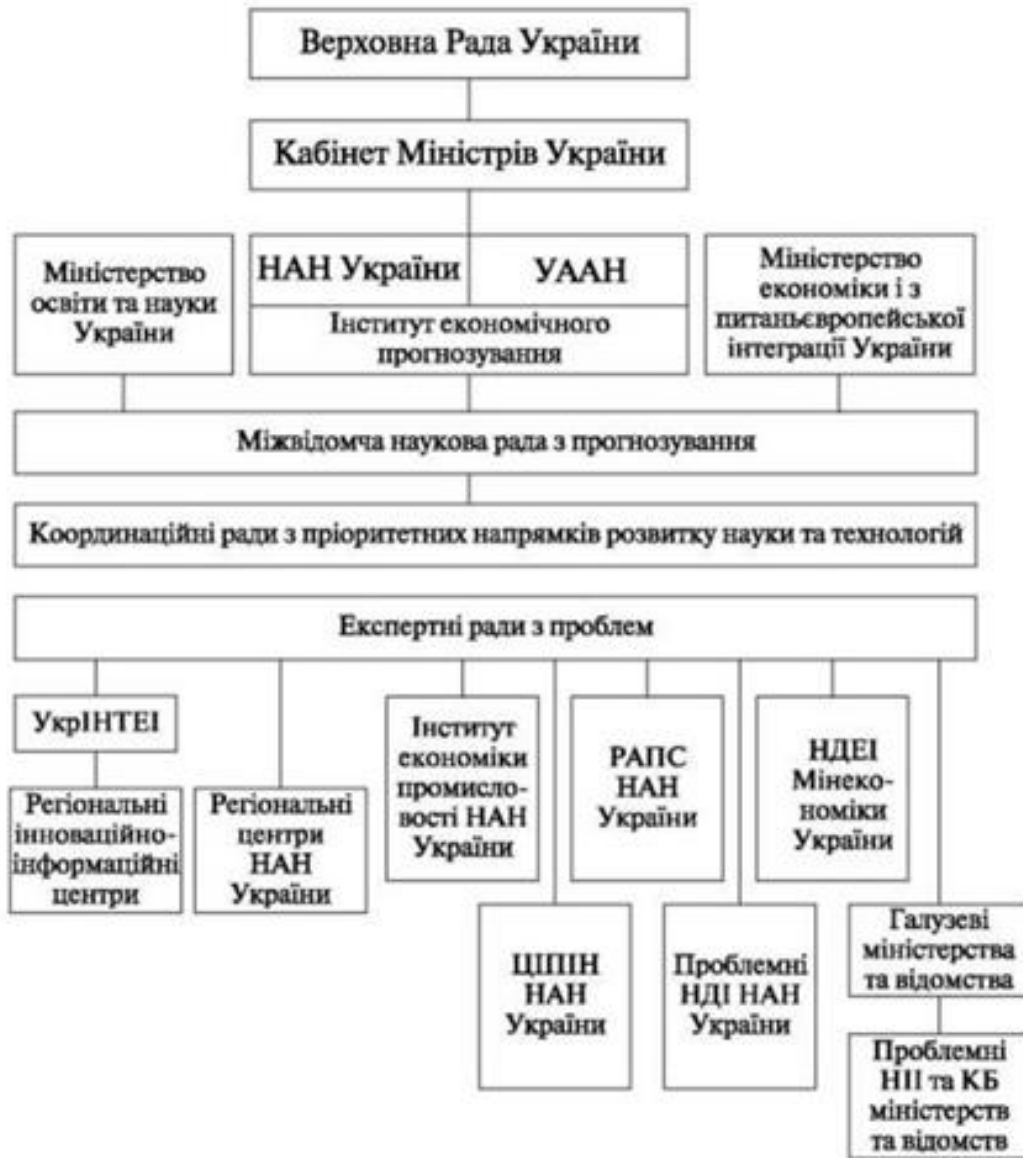 Верховна Рада України
Кабінет Міністрів України
Міністерство
освіти та науки
України
НАН України
УААН
Інститут економічного
прогнозування
Міністерство
економіки і з
питаньєвропейської
інтеграції України
Міжвідомча наукова рада з прогнозування
Координаційні ради з пріоритетних напрямків розвитку науки та технологій
Експертні ради з проблем
УкрІНТЕІ
Регіональні
інноваційно-
інформаційні
центри
Регіональні
центри
НАН
України
Інститут
економіки
промисло-
вості НАН
України
РАПС
НАН
України
НДЕІ
Мінеко-
номіки
України
ЦІПІН
НАН
України
Проблемні
НДІ НАН
України
Галузеві
міністерства
та відомства
Проблемні
НІІ та КБ
міністерств
та відомств